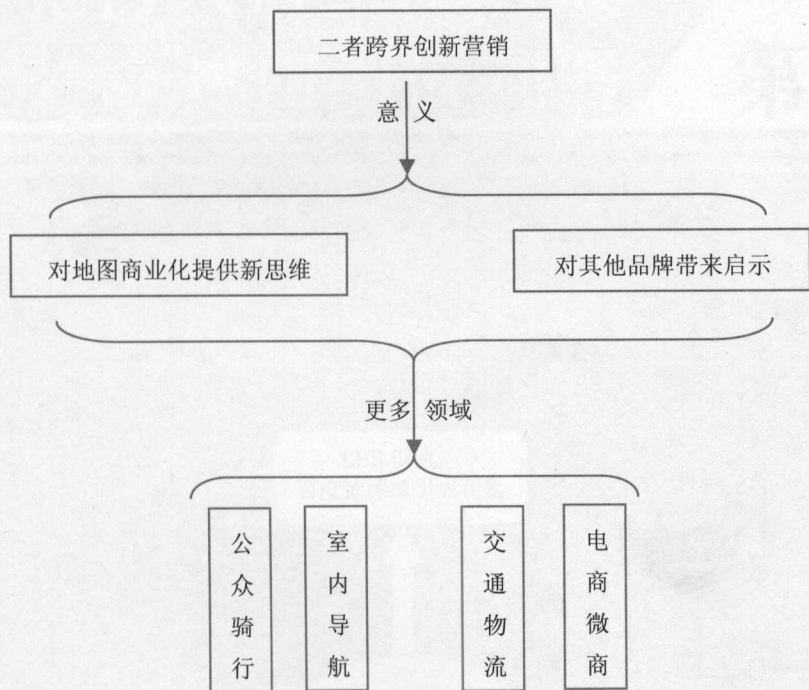 二者跨界创新营销
意义
对地图商业化提供新思维
对其他品牌带来启示
更多领域
公众骑行
室内导航
交通物流
电商微商